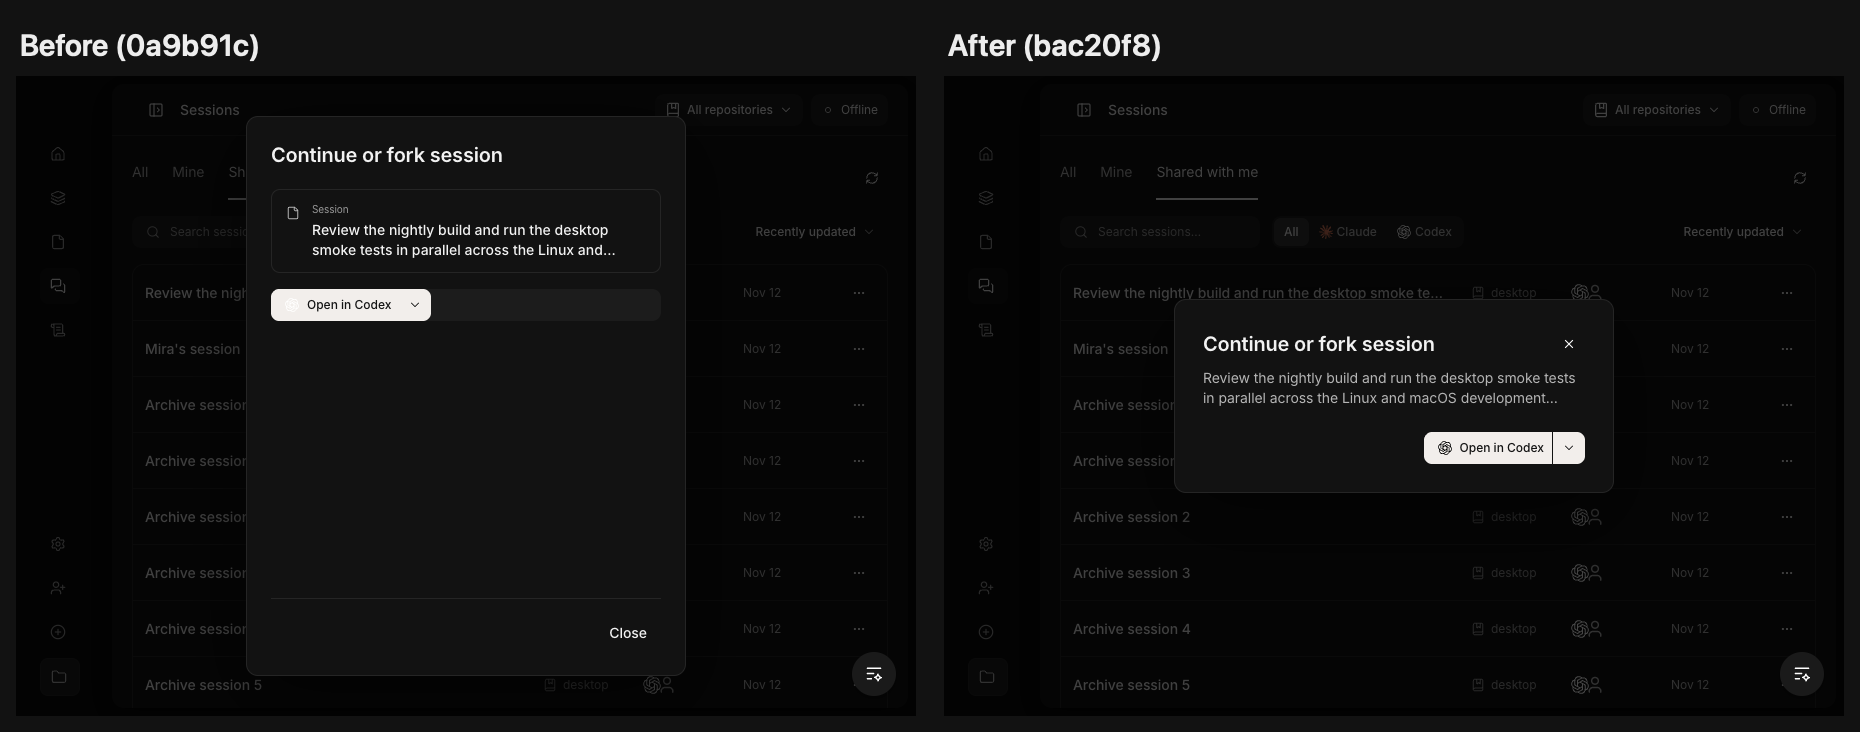 Before (0a9b91c)
Sessions
All repositories
Offline
All
Mine
Sh
Continue or fork session
Session
Review the nightly build and run the desktop
smoke tests in parallel across the Linux and...
Open in Codex
Close
Search sessio
Recently updated
Review the nigh
Nov 12
Mira's session
Nov 12
Archive session
Nov 12
Archive session
Nov 12
Archive session
Nov 12
Archive session
Nov 12
Archive session
Nov 12
Archive session 5
desktop
Nov 12
After (bac20f8)
Sessions
All repositories
Offline
All
Mine
Shared with me
Search sessions...
All
Claude
Codex
Recently updated
Review the nightly build and run the desktop smoke te...
desktop
Nov 12
Continue or fork session
Review the nightly build and run the desktop smoke tests
in parallel across the Linux and macOS development...
Open in Codex
Mira's session
Nov 12
Archive session
Nov 12
Archive session
Nov 12
Archive session 2
desktop
Nov 12
Archive session 3
desktop
Nov 12
Archive session 4
desktop
Nov 12
Archive session 5
desktop
Nov 12